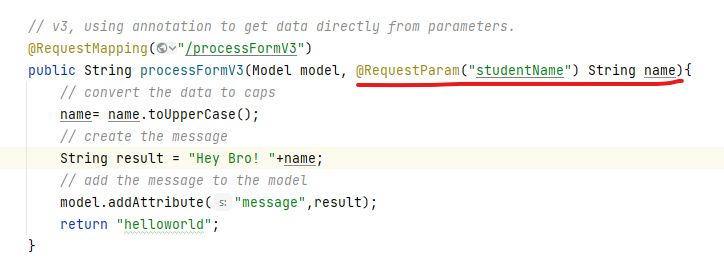 // v3, using annotation to get data directly from parameters.
@RequestMapping("/processFormV3")
public String processFormV3(Model model, @RequestParam("studentName") String name){
// convert the data to caps
name= name.toUpperCase();
// create the message
String result = "Hey Bro! "+name;
// add the message to the model
model.addAttribute( s: "message",result);
return "helloworld";
}